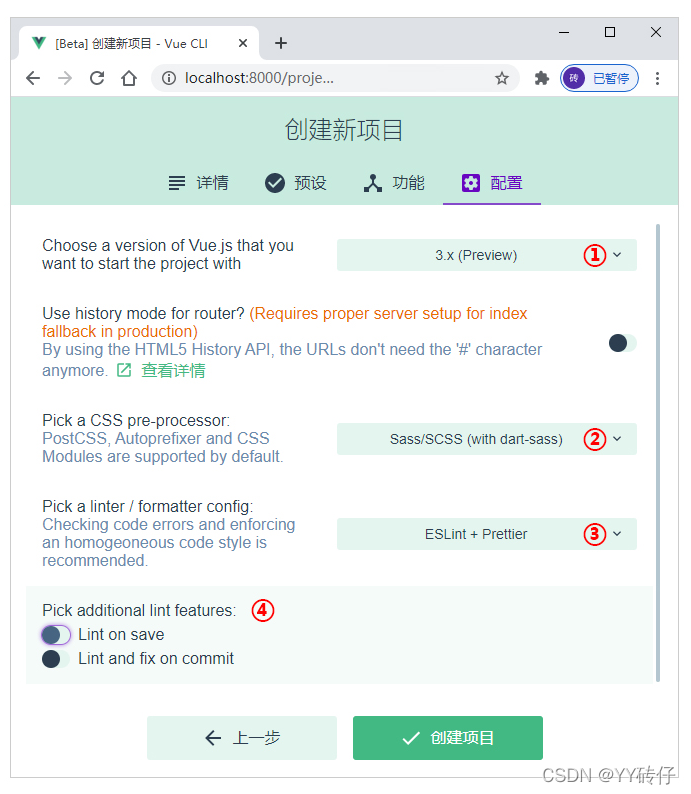 [Beta] 创建新项目 - Vue CLI
localhost:8000/proje...
砖 已暂停
创建新项目
详情 预设 功能 配置
Choose a version of Vue.js that you
want to start the project with
3.x (Preview) ①
Use history mode for router? (Requires proper server setup for index
fallback in production)
By using the HTML5 History API, the URLs don't need the '#' character
anymore. 查看详情
Pick a CSS pre-processor:
PostCSS, Autoprefixer and CSS
Modules are supported by default.
Sass/SCSS (with dart-sass) ②
Pick a linter / formatter config:
Checking code errors and enforcing
an homogeoneous code style is
recommended.
ESLint + Prettier ③
Pick additional lint features: ④
Lint on save
Lint and fix on commit
上一步 创建项目
CSDN @YY砖仔